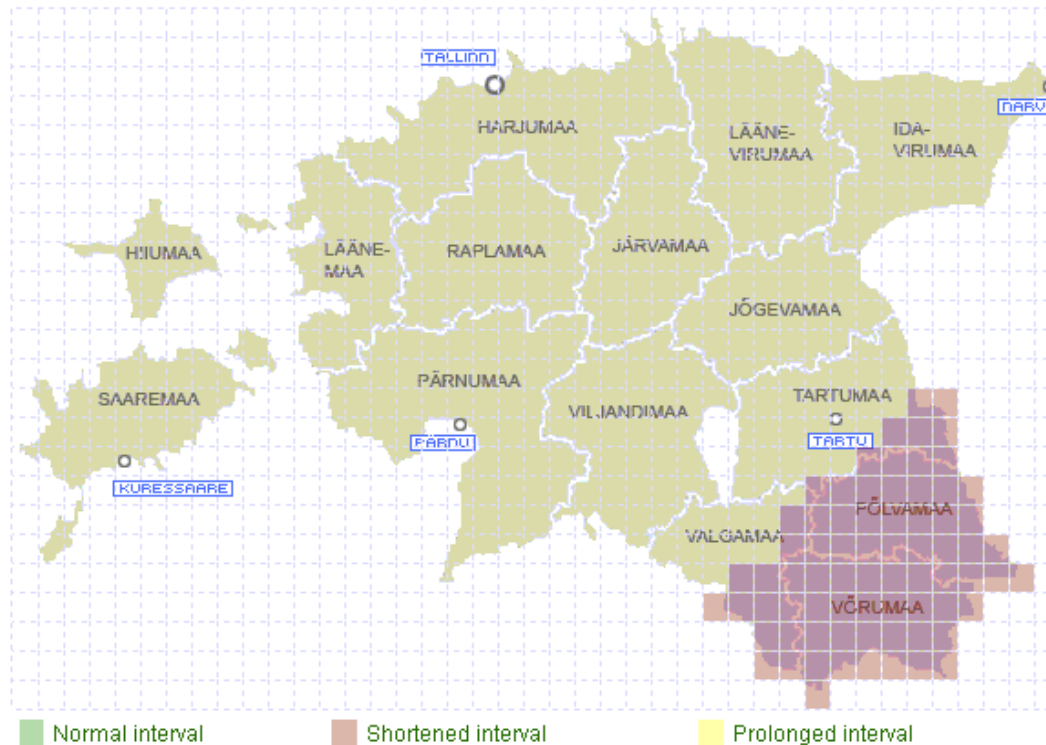 TALLINN
NARV
HARJUMAA
LÄÄNE-
VIRUMAA
IDA-
VIRUMAA
HIIUMAA
LÄÄNE-
MAA
RAPLAMAA
JÄRVAMAA
JÕGEVAMAA
SAAREMAA
PÄRNUMAA
VILJANDIMAA
TARTUMAA
PÄRNU
TARTU
KURESSAARE
VALGAMAA
PÕLVAMAA
VÕRUMAA
Normal interval
Shortened interval
Prolonged interval